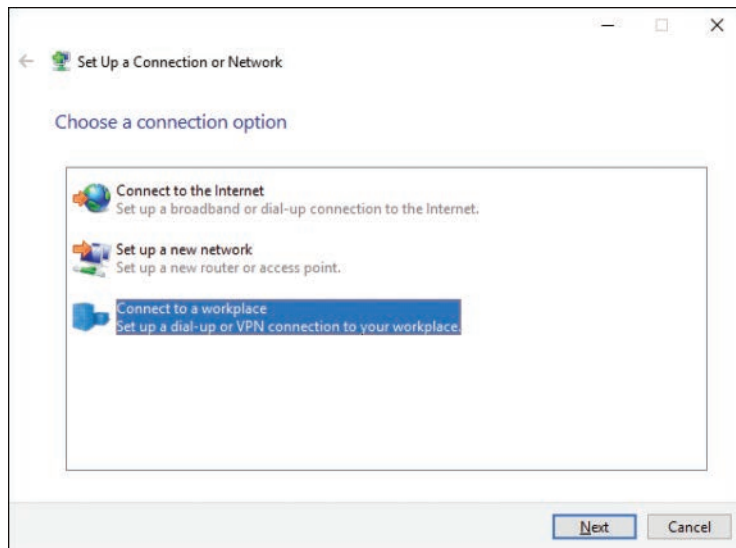 Set Up a Connection or Network
Choose a connection option
Connect to the Internet
Set up a broadband or dial-up connection to the Internet.
Set up a new network
Set up a new router or access point.
Connect to a workplace
Set up a dial-up or VPN connection to your workplace.
Next
Cancel